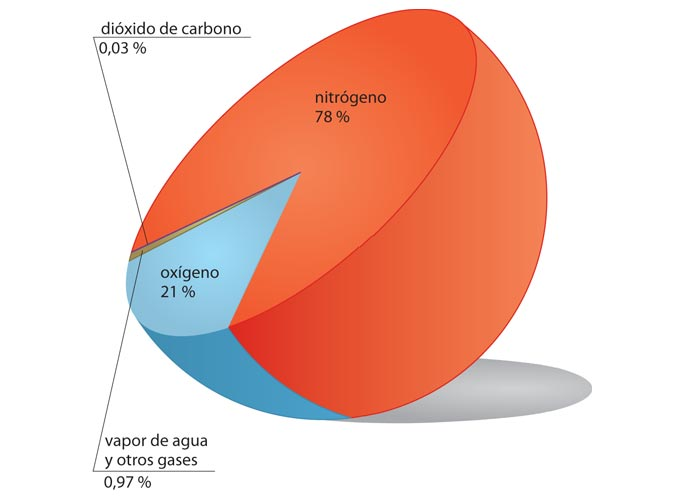 dióxido de carbono
0,03 %
nitrógeno
78 %
oxígeno
21 %
vapor de agua
y otros gases
0,97 %